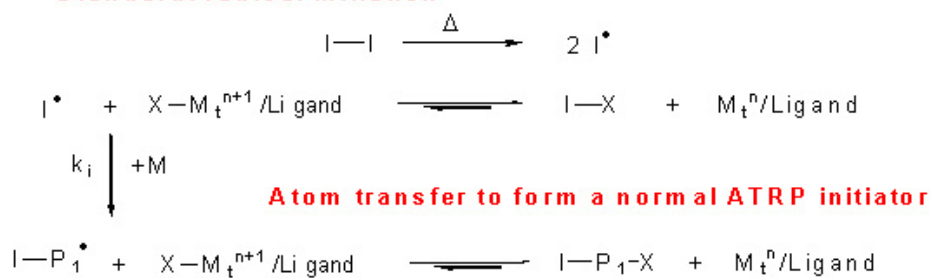 I—I Δ 2 I•
I• + X—Mₜⁿ⁺¹/Ligand I—X + Mₜⁿ/Ligand
kᵢ +M
Atom transfer to form a normal ATRP initiator
I—P₁• + X—Mₜⁿ⁺¹/Ligand I—P₁-X + Mₜⁿ/Ligand